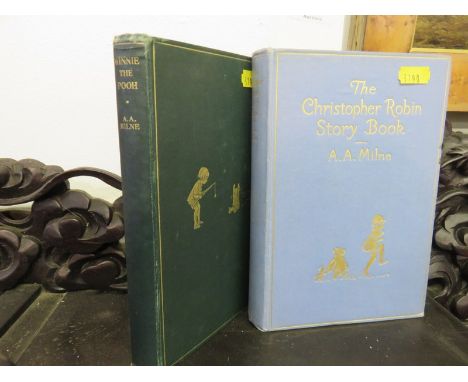 WINNIE
THE
POOH
A. A.
MILNE
The
Christopher Robin
Story Book
A. A. Milne